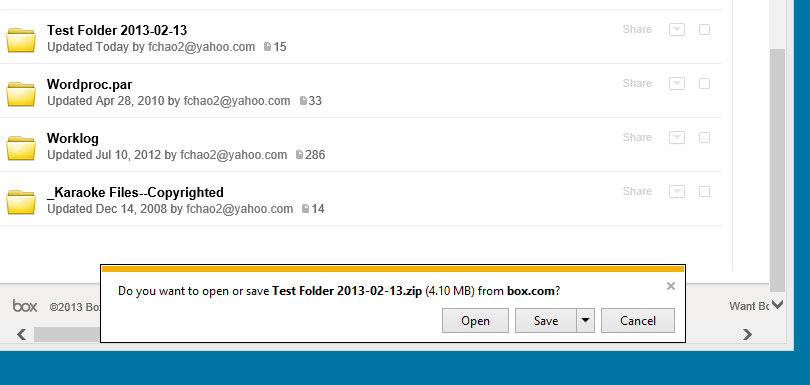 Test Folder 2013-02-13
Share
Updated Today by fchao2@yahoo.com 15
Wordproc.par
Share
Updated Apr 28, 2010 by fchao2@yahoo.com 33
Worklog
Share
Updated Jul 10, 2012 by fchao2@yahoo.com 286
_Karaoke Files--Copyrighted
Share
Updated Dec 14, 2008 by fchao2@yahoo.com 14
Do you want to open or save Test Folder 2013-02-13.zip (4.10 MB) from box.com?
box ©2013 Bo
Want Bo
Open Save Cancel